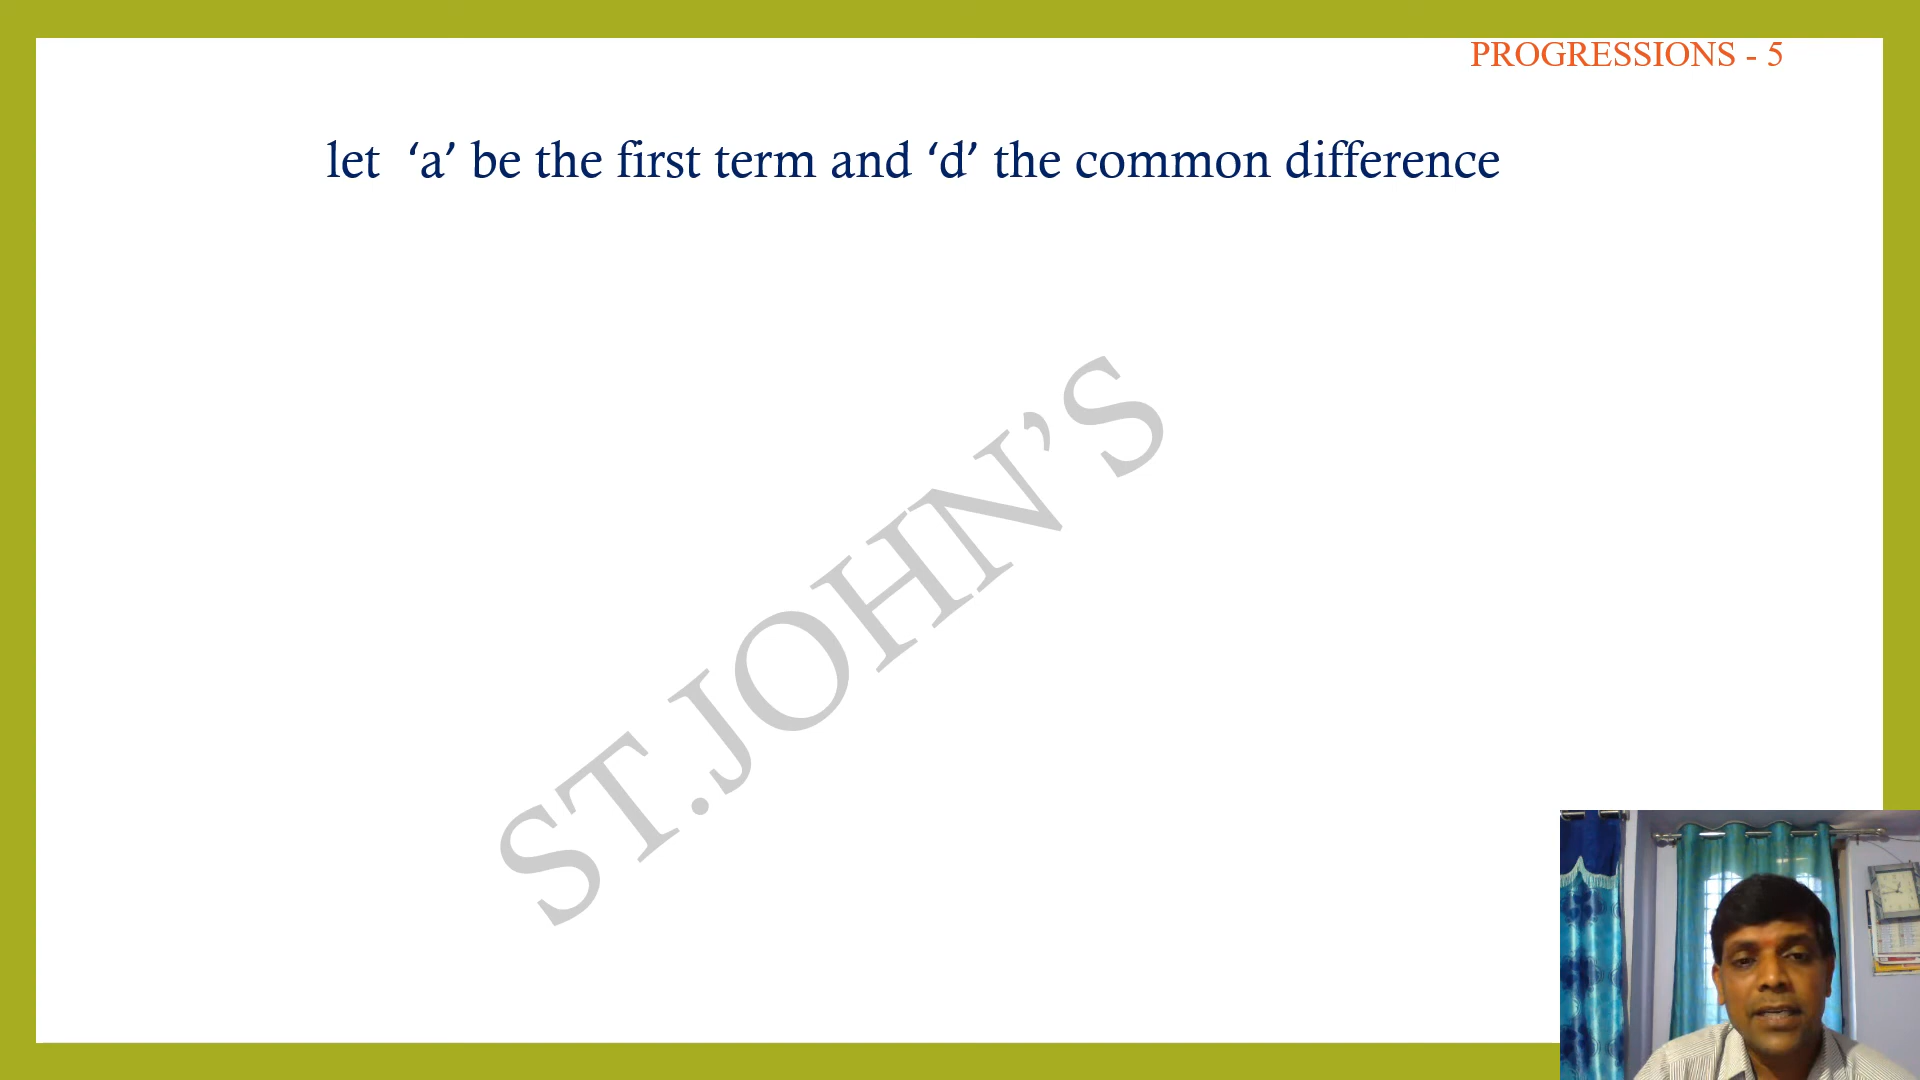 PROGRESSIONS - 5
let ‘a’ be the first term and ‘d’ the common difference
ST.JOHN’S